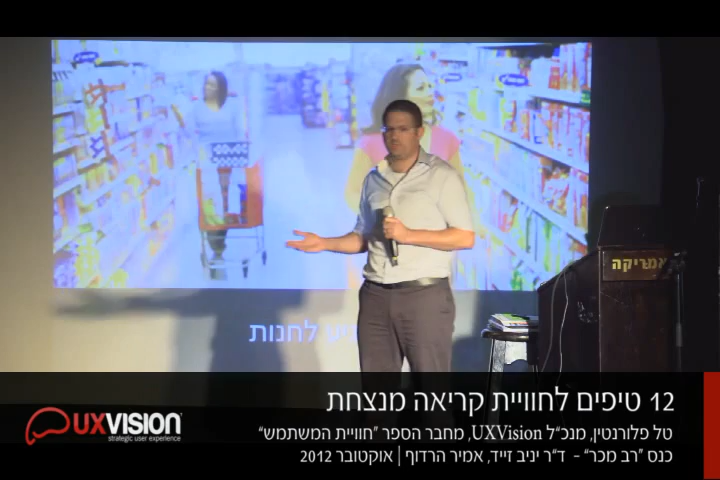 לחנות
אמריקה
12 טיפים לחוויית קריאה מנצחת
טל פלורנטין, מנכ"ל UXVision, מחבר הספר "חוויית המשתמש"
כנס "רב מכר" - ד"ר יניב זייד, אמיר הרדוף | אוקטובר 2012
UXVISION
strategic user experience